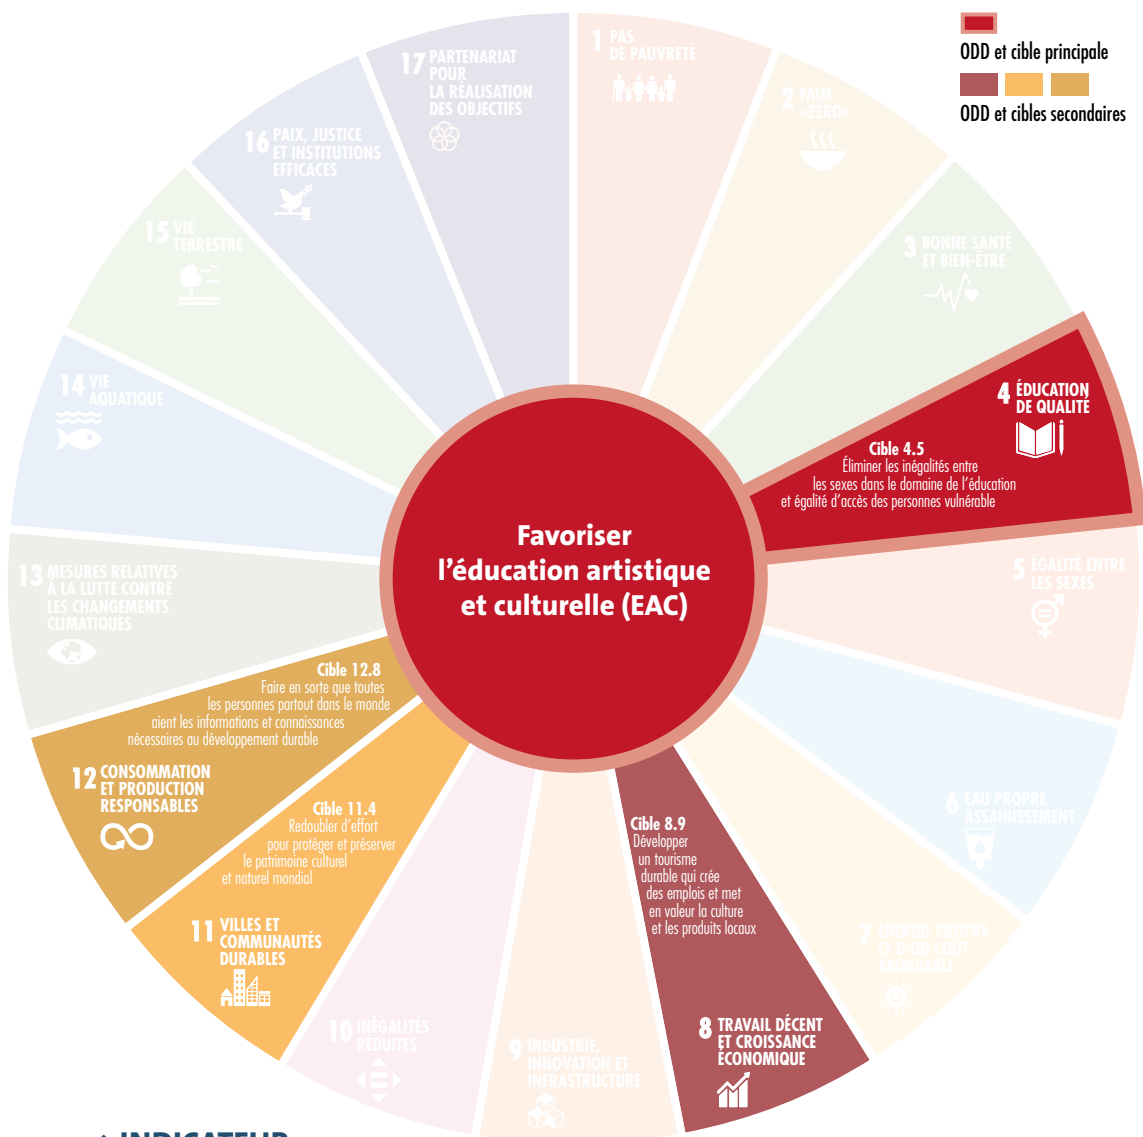 ODD et cible principale
ODD et cibles secondaires
1 PAS
DE PAUVRETÉ
2 FAIM
«ZÉRO»
3 BONNE SANTÉ
ET BIEN-ÊTRE
4 ÉDUCATION
DE QUALITÉ
Cible 4.5
Éliminer les inégalités entre
les sexes dans le domaine de l'éducation
et égalité d'accès des personnes vulnérable
5 ÉGALITÉ ENTRE
LES SEXES
6 EAU PROPRE
ASSAINISSEMENT
7 ÉNERGIE PROPRE
ET D'UN COÛT
ABORDABLE
Cible 8.9
Développer
un tourisme
durable qui crée
des emplois et met
en valeur la culture
et les produits locaux
8 TRAVAIL DÉCENT
ET CROISSANCE
ÉCONOMIQUE
9 INDUSTRIE,
INNOVATION ET
INFRASTRUCTURE
10 INÉGALITÉS
RÉDUITES
Cible 11.4
Redoubler d'effort
pour protéger et préserver
le patrimoine culturel
et naturel mondial
11 VILLES ET
COMMUNAUTÉS
DURABLES
Cible 12.8
Faire en sorte que toutes
les personnes partout dans le monde
aient les informations et connaissances
nécessaires au développement durable
12 CONSOMMATION
ET PRODUCTION
RESPONSABLES
13 MESURES RELATIVES
À LA LUTTE CONTRE
LES CHANGEMENTS
CLIMATIQUES
14 VIE
AQUATIQUE
15 VIE
TERRESTRE
16 PAIX, JUSTICE
ET INSTITUTIONS
EFFICACES
17 PARTENARIAT
POUR
LA RÉALISATION
DES OBJECTIFS
Favoriser
l'éducation artistique
et culturelle (EAC)
INDICATEUR